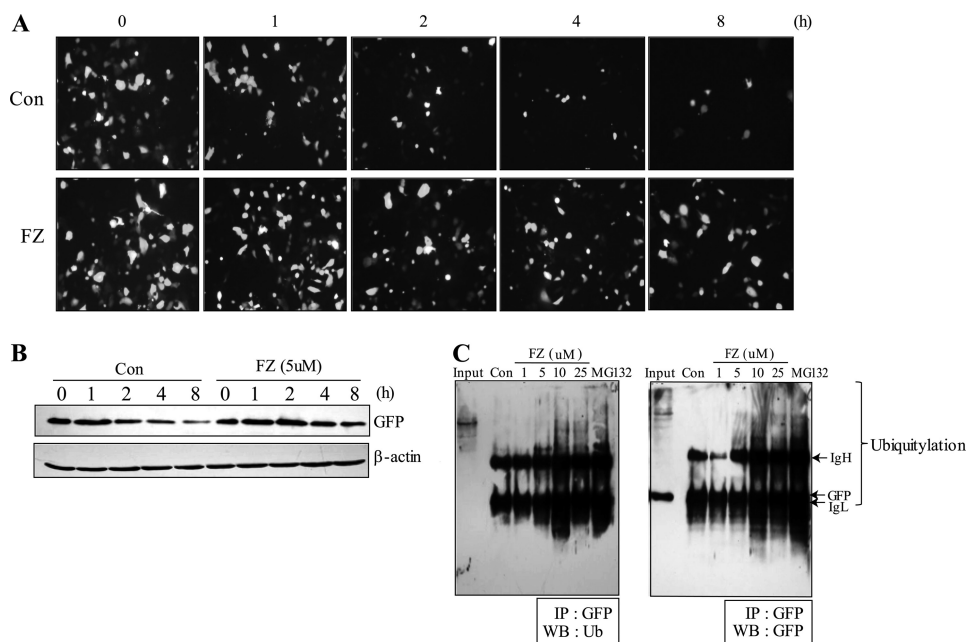 A
0 1 2 4 8 (h)
Con
FZ
B
Con FZ (5uM)
0 1 2 4 8 0 1 2 4 8 (h)
GFP
β-actin
C
FZ (uM)
Input Con 1 5 10 25 MG132
FZ (uM)
Input Con 1 5 10 25 MG132
Ubiquitylation
IgH
GFP
IgL
IP : GFP
WB : Ub
IP : GFP
WB : GFP